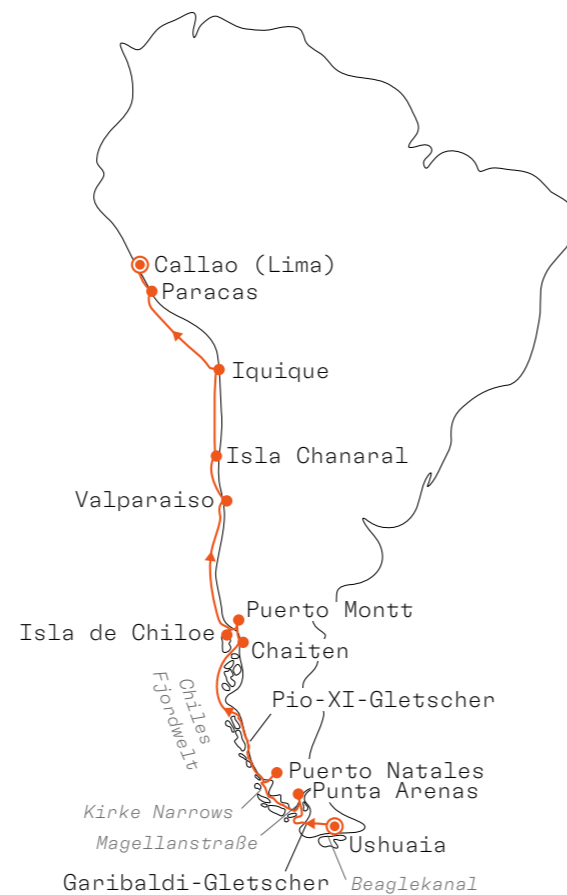 Callao (Lima)
Paracas
Iquique
Isla Chanaral
Valparaiso
Puerto Montt
Isla de Chiloe
Chaiten
Chiles
Fjordwelt
Pio-XI-Gletscher
Puerto Natales
Punta Arenas
Kirke Narrows
Magellanstraße
Ushuaia
Garibaldi-Gletscher
Beaglekanal